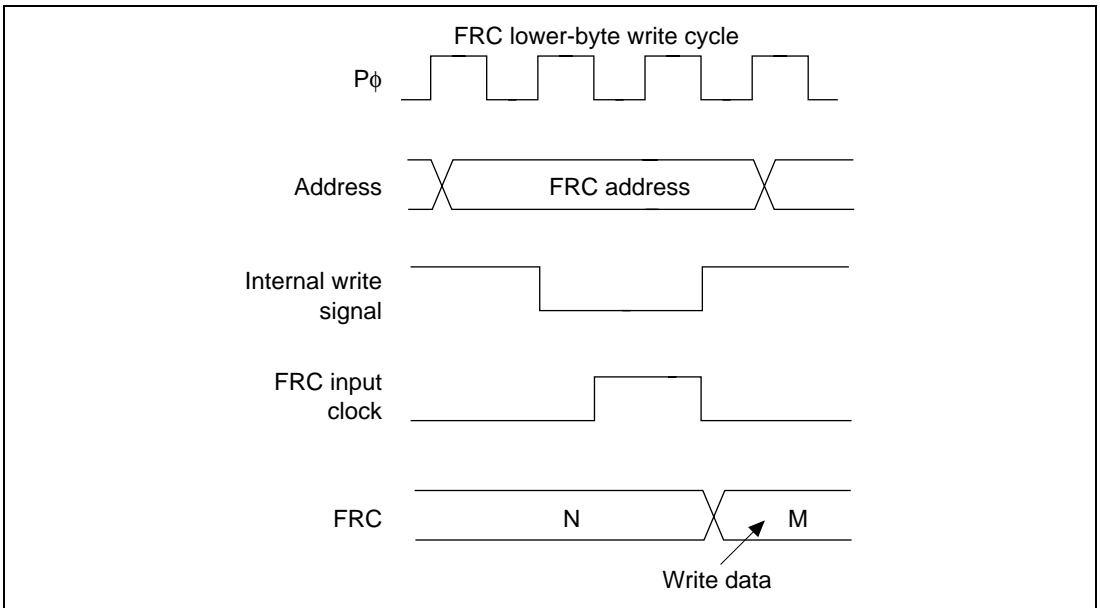 FRC lower-byte write cycle
Pϕ
Address
FRC address
Internal write
signal
FRC input
clock
FRC
N
M
Write data